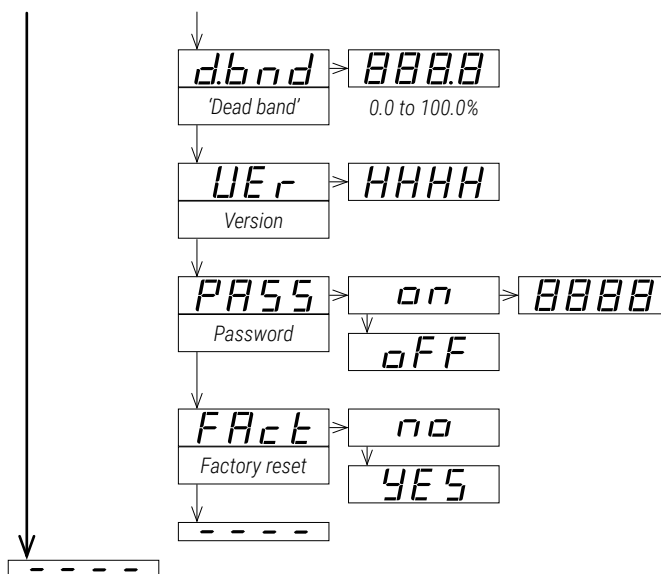 d.bnd 888.8
'Dead band' 0.0 to 100.0%
VEr HHHH
Version
PASS on 8888
Password
oFF
FAct no
Factory reset
YES
- - - -
- - - -